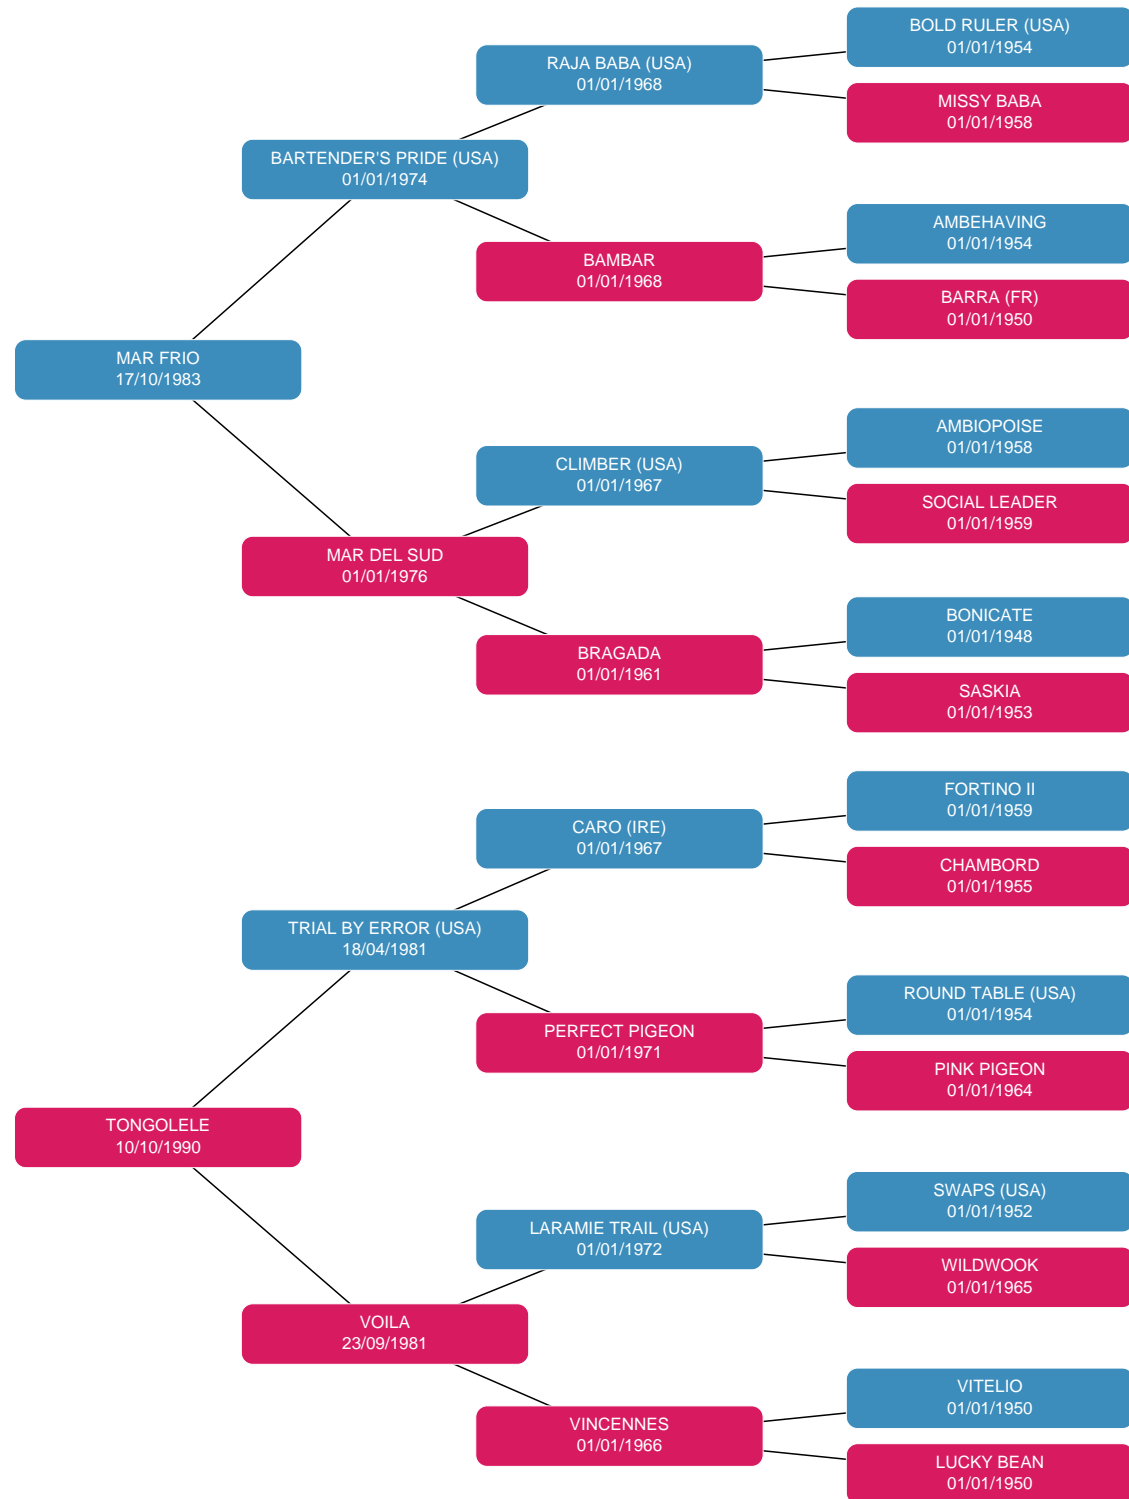 BOLD RULER (USA)
01/01/1954
RAJA BABA (USA)
01/01/1968
MISSY BABA
01/01/1958
BARTENDER'S PRIDE (USA)
01/01/1974
AMBEHAVING
01/01/1954
BAMBAR
01/01/1968
BARRA (FR)
01/01/1950
MAR FRIO
17/10/1983
AMBIOPOISE
01/01/1958
CLIMBER (USA)
01/01/1967
SOCIAL LEADER
01/01/1959
MAR DEL SUD
01/01/1976
BONICATE
01/01/1948
BRAGADA
01/01/1961
SASKIA
01/01/1953
FORTINO II
01/01/1959
CARO (IRE)
01/01/1967
CHAMBORD
01/01/1955
TRIAL BY ERROR (USA)
18/04/1981
ROUND TABLE (USA)
01/01/1954
PERFECT PIGEON
01/01/1971
PINK PIGEON
01/01/1964
TONGOLELE
10/10/1990
SWAPS (USA)
01/01/1952
LARAMIE TRAIL (USA)
01/01/1972
WILDWOOK
01/01/1965
VOILA
23/09/1981
VITELIO
01/01/1950
VINCENNES
01/01/1966
LUCKY BEAN
01/01/1950